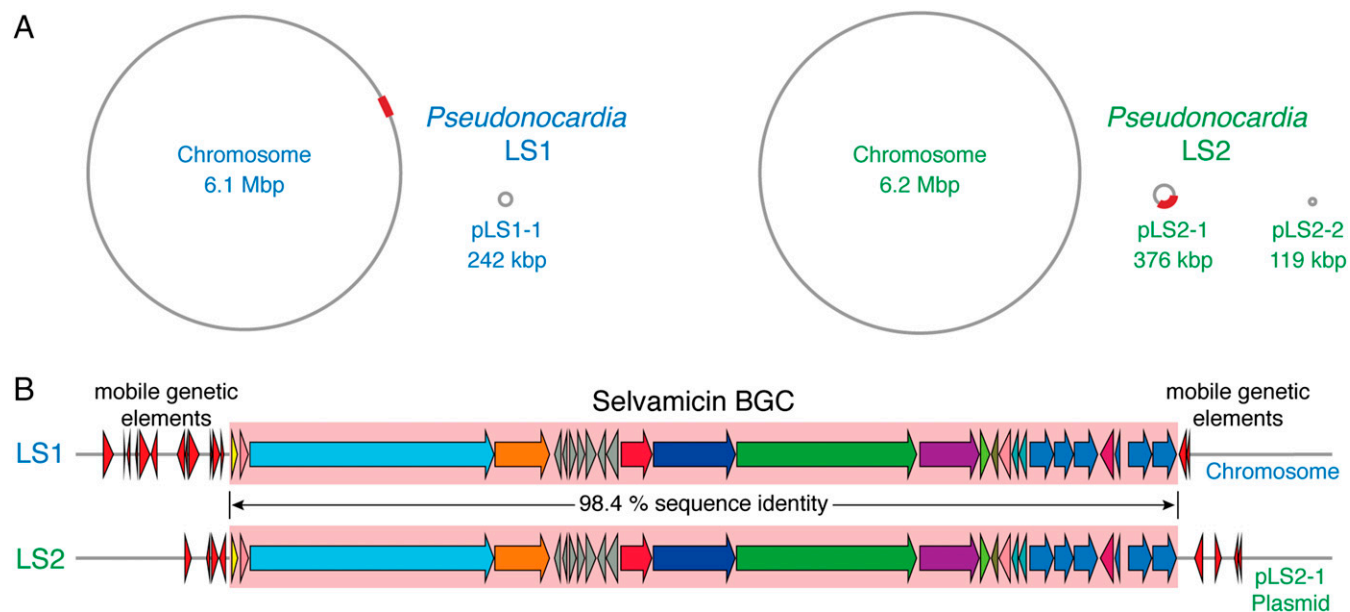 A
Chromosome
6.1 Mbp
Pseudonocardia
LS1
pLS1-1
242 kbp
Chromosome
6.2 Mbp
Pseudonocardia
LS2
pLS2-1
376 kbp
pLS2-2
119 kbp
B
mobile genetic
elements
Selvamicin BGC
mobile genetic
elements
LS1
Chromosome
98.4 % sequence identity
LS2
pLS2-1
Plasmid